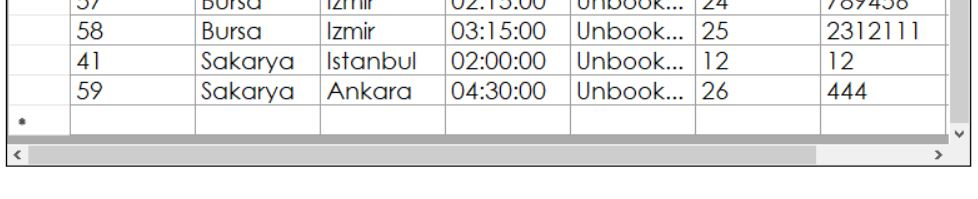 57 Bursa Izmir 02:15:00 Unbook... 24 789456
58 Bursa Izmir 03:15:00 Unbook... 25 2312111
41 Sakarya Istanbul 02:00:00 Unbook... 12 12
59 Sakarya Ankara 04:30:00 Unbook... 26 444